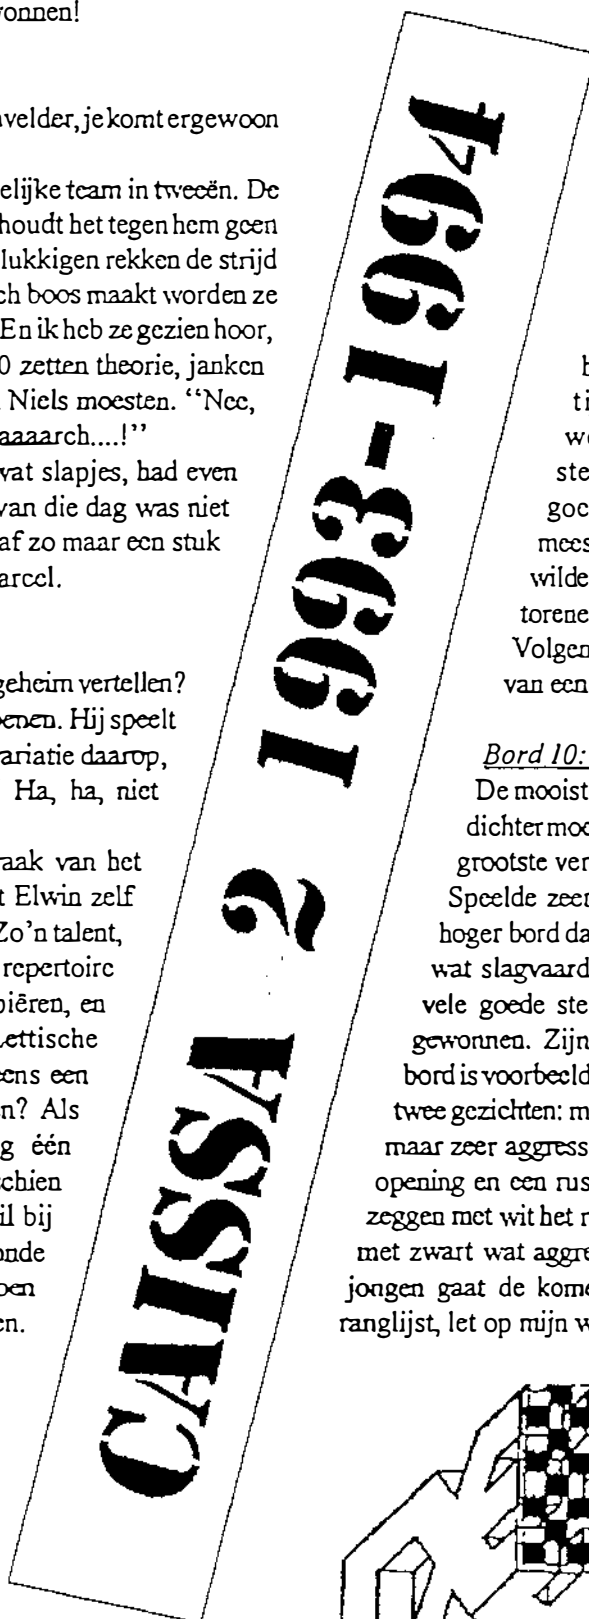 wonnen!
avelder, je komt er gewoon
elijke team in tweeën. De
houdt het tegen hem geen
lukkigen rekken de strijd
ch boos maakt worden ze
En ik heb ze gezien hoor,
0 zetten theorie, janken
Niels moesten. “Nee,
aaaarch....!”
wat slapjes, had even
van die dag was niet
af zo maar een stuk
arcel.
geheim vertellen?
oenen. Hij speelt
ariatie daarop,
Ha, ha, niet
raak van het
t Elwin zelf
Zo’n talent,
repertoire
biëren, en
Lettische
eens een
n? Als
g één
schien
il bij
onde
oen
en.
CAISSA 2 1993-1994
ti
we
ste
goe
mees
wilde
torene
Volgen
van een
Bord 10:
De mooist
dichter moe
grootste ver
Speelde zeer
hoger bord da
wat slagvaard
vele goede ste
gewonnen. Zijn
bord is voorbeeld
twee gezichten: m
maar zeer aggress
opening en een rus
zeggen met wit het r
met zwart wat aggre
jongen gaat de kome
ranglijst, let op mijn w